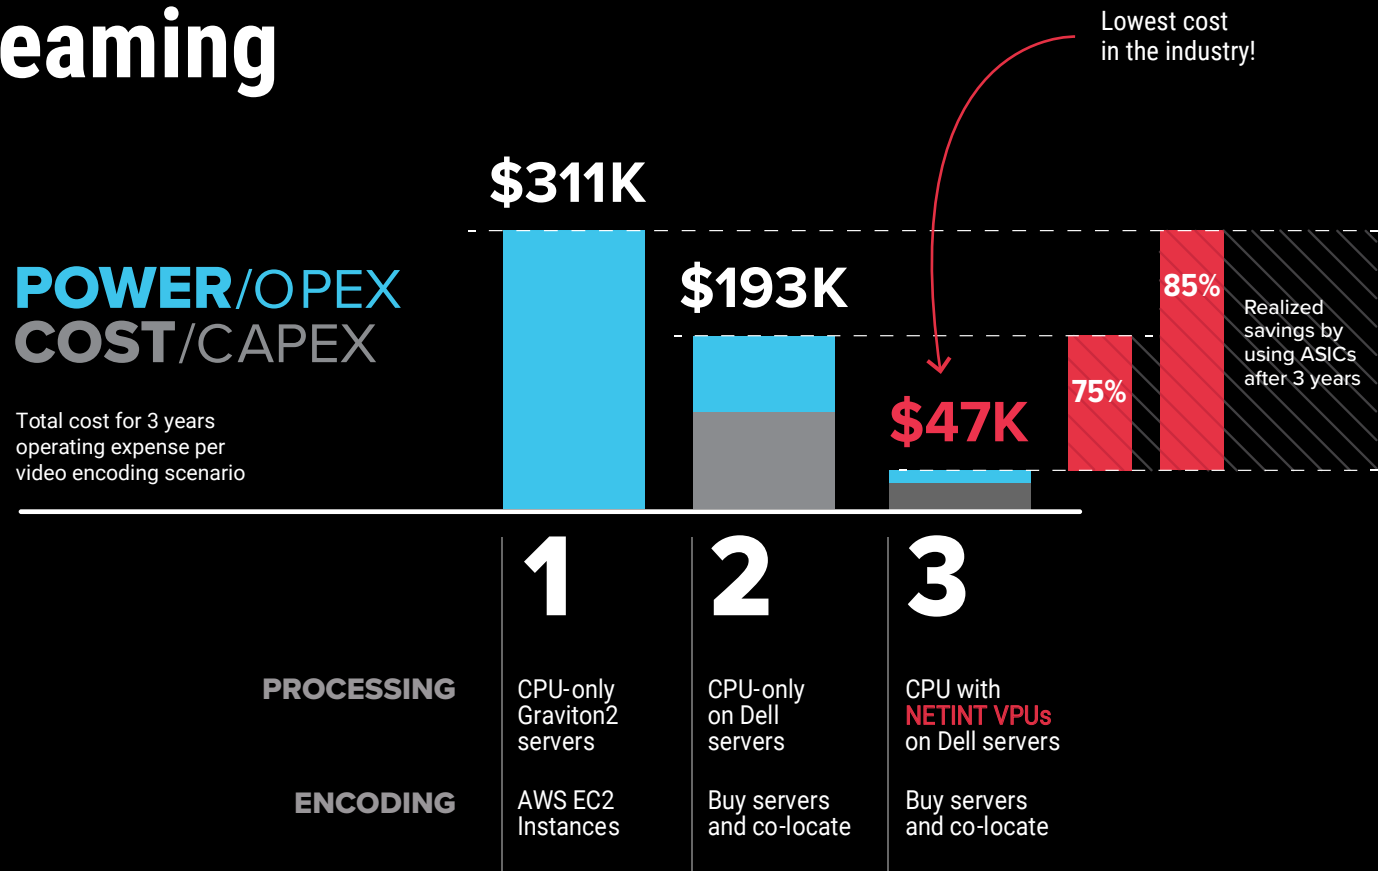 eaming
Lowest cost
in the industry!
$311K
$193K
$47K
85%
75%
Realized
savings by
using ASICs
after 3 years
POWER/OPEX
COST/CAPEX
Total cost for 3 years
operating expense per
video encoding scenario
1
2
3
PROCESSING
CPU-only
Graviton2
servers
CPU-only
on Dell
servers
CPU with
NETINT VPUs
on Dell servers
ENCODING
AWS EC2
Instances
Buy servers
and co-locate
Buy servers
and co-locate